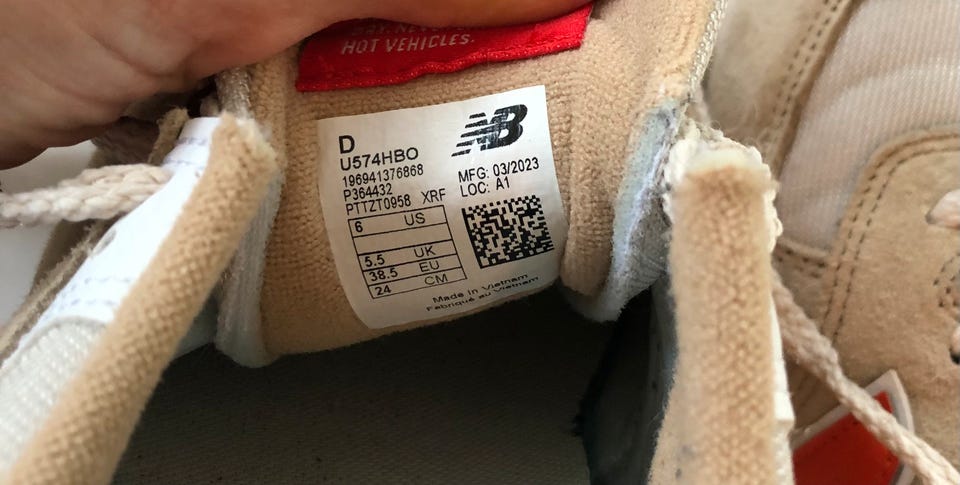 HOT VEHICLES.
D
NB
U574HBO
196941376868
P364432
PTTZT0958 XRF
MFG: 03/2023
LOC: A1
6 US
5.5 UK
38.5 EU
24 CM
Made in Vietnam
Fabriqué au Vietnam